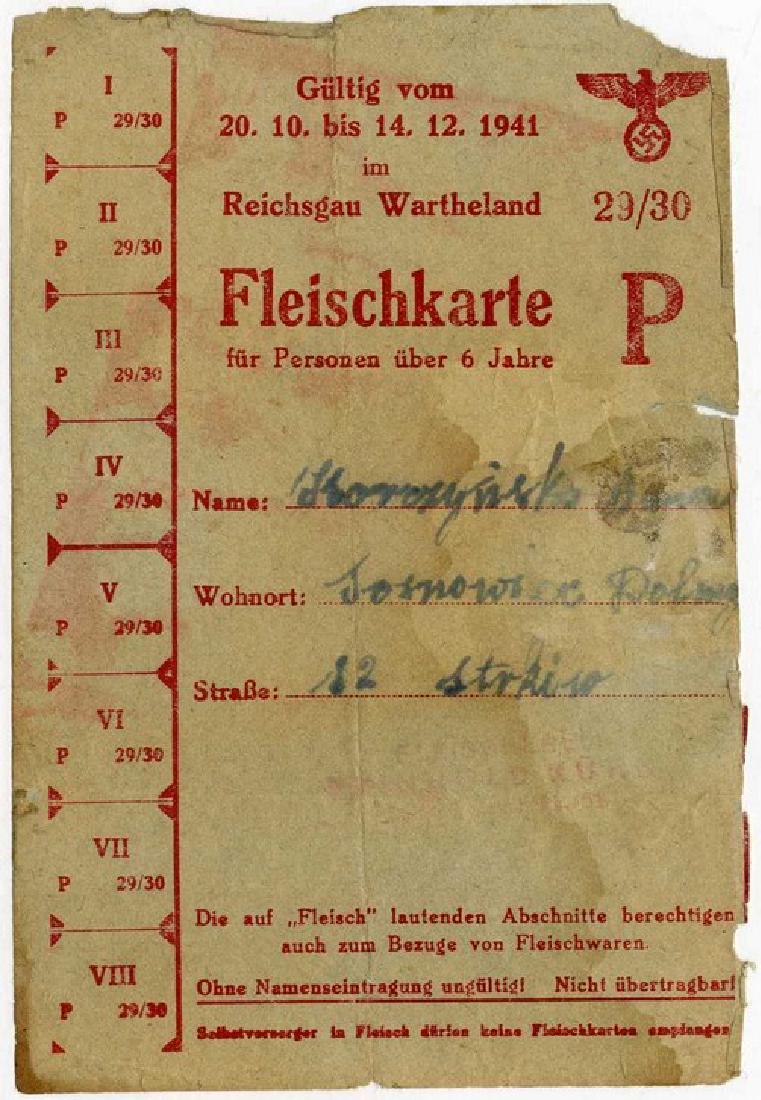 I
P 29/30
II
P 29/30
III
P 29/30
IV
P 29/30
V
P 29/30
VI
P 29/30
VII
P 29/30
VIII
P 29/30
Gültig vom
20. 10. bis 14. 12. 1941
im
Reichsgau Wartheland
29/30
Fleischkarte
P
für Personen über 6 Jahre
Name:
Wohnort:
Straße: 12
Die auf „Fleisch" lautenden Abschnitte berechtigen
auch zum Bezuge von Fleischwaren.
Ohne Namenseintragung ungültig! Nicht übertragbar!
Selbstversorger in Fleisch dürfen keine Fleischkarten empfangen